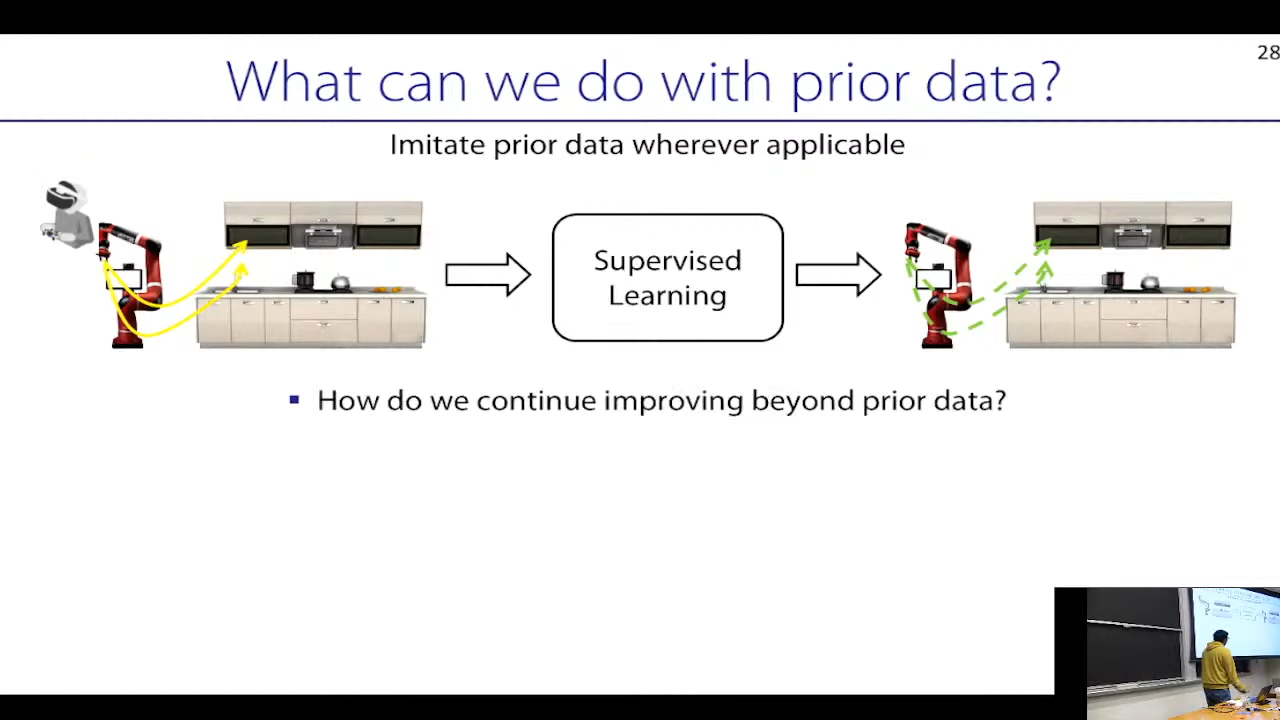 28
What can we do with prior data?
Imitate prior data wherever applicable
Supervised
Learning
▪ How do we continue improving beyond prior data?